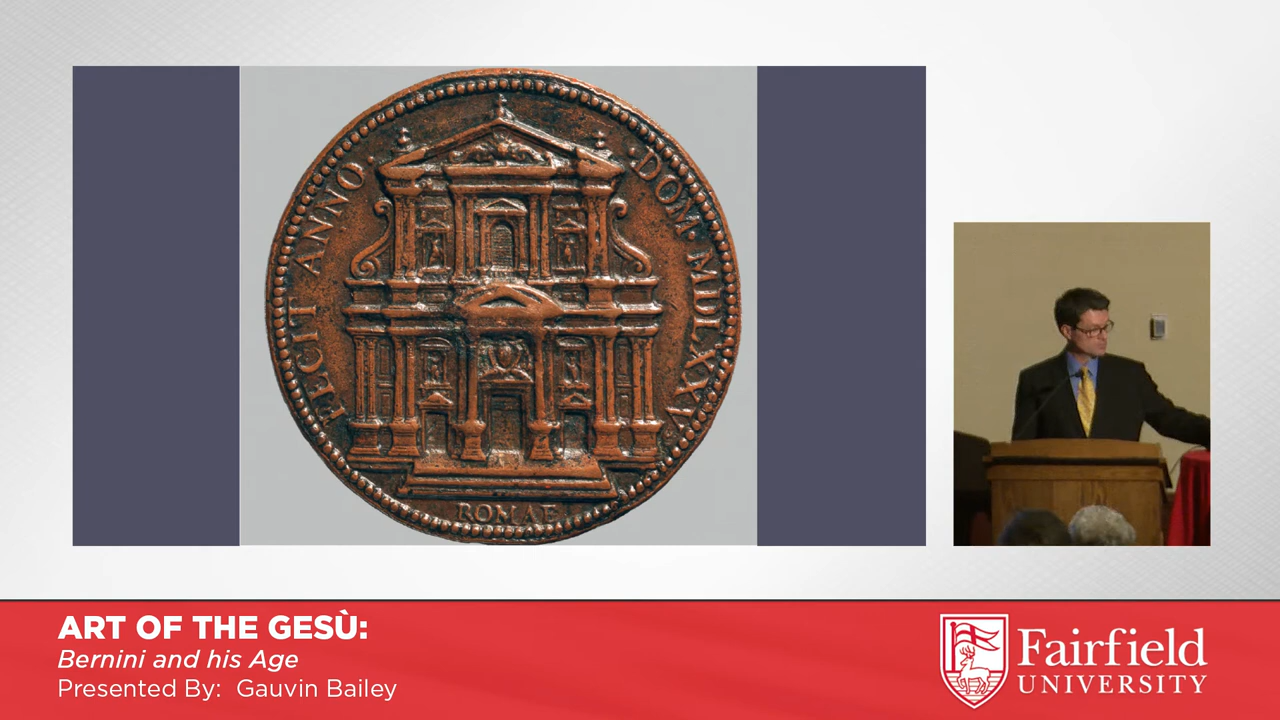 FECIT ANNO · DOM · MDLXXV ·
ROMAE
ART OF THE GESÙ:
Bernini and his Age
Presented By: Gauvin Bailey
Fairfield
UNIVERSITY